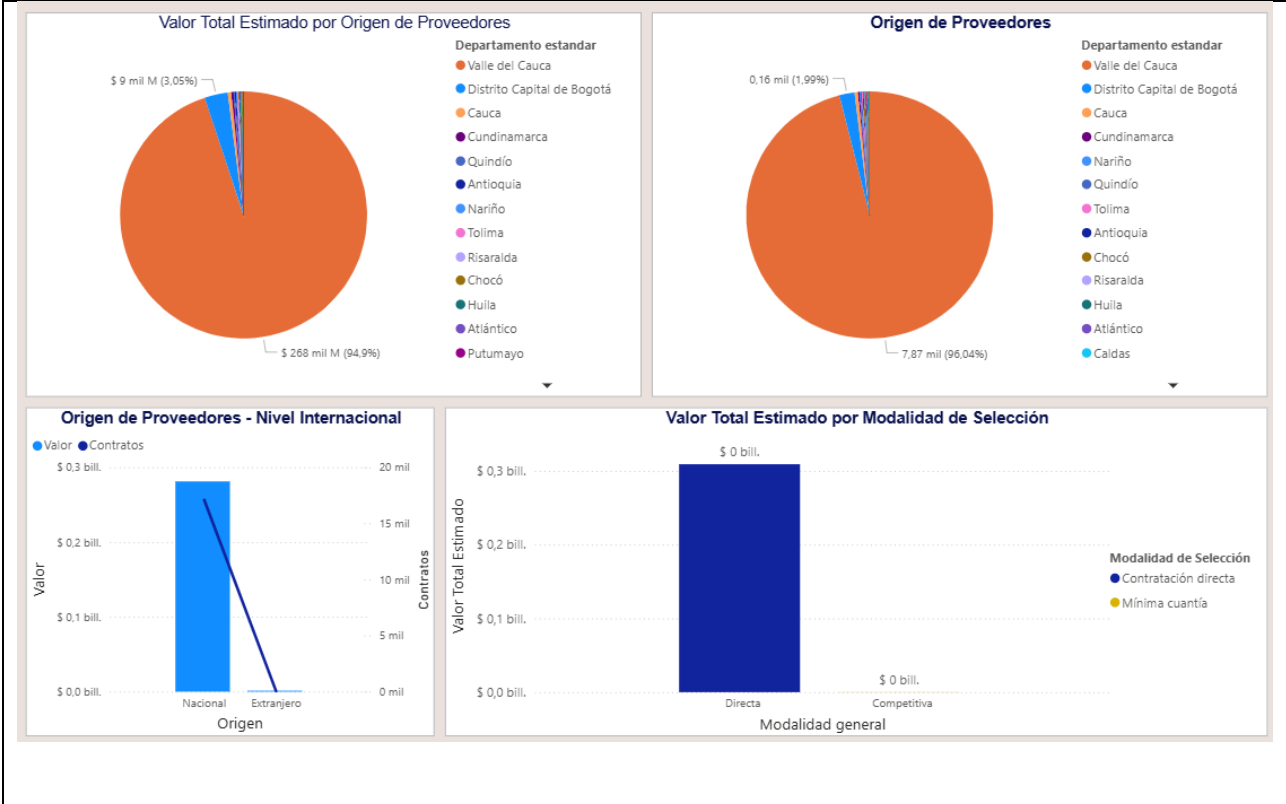 Valor Total Estimado por Origen de Proveedores
Departamento estandar
Valle del Cauca
Distrito Capital de Bogotá
Cauca
Cundinamarca
Quindío
Antioquia
Nariño
Tolima
Risaralda
Chocó
Huila
Atlántico
Putumayo
$ 9 mil M (3,05%)
$ 268 mil M (94,9%)
Origen de Proveedores
Departamento estandar
Valle del Cauca
Distrito Capital de Bogotá
Cauca
Cundinamarca
Nariño
Quindío
Tolima
Antioquia
Chocó
Risaralda
Huila
Atlántico
Caldas
0,16 mil (1,99%)
7,87 mil (96,04%)
Origen de Proveedores - Nivel Internacional
Valor Contratos
$ 0,3 bill.
$ 0,2 bill.
$ 0,1 bill.
$ 0,0 bill.
Valor
20 mil
15 mil
10 mil
5 mil
0 mil
Contratos
Nacional Extranjero
Origen
Valor Total Estimado por Modalidad de Selección
$ 0,3 bill.
$ 0,2 bill.
$ 0,1 bill.
$ 0,0 bill.
Valor Total Estimado
$ 0 bill.
$ 0 bill.
Directa Competitiva
Modalidad general
Modalidad de Selección
Contratación directa
Mínima cuantía